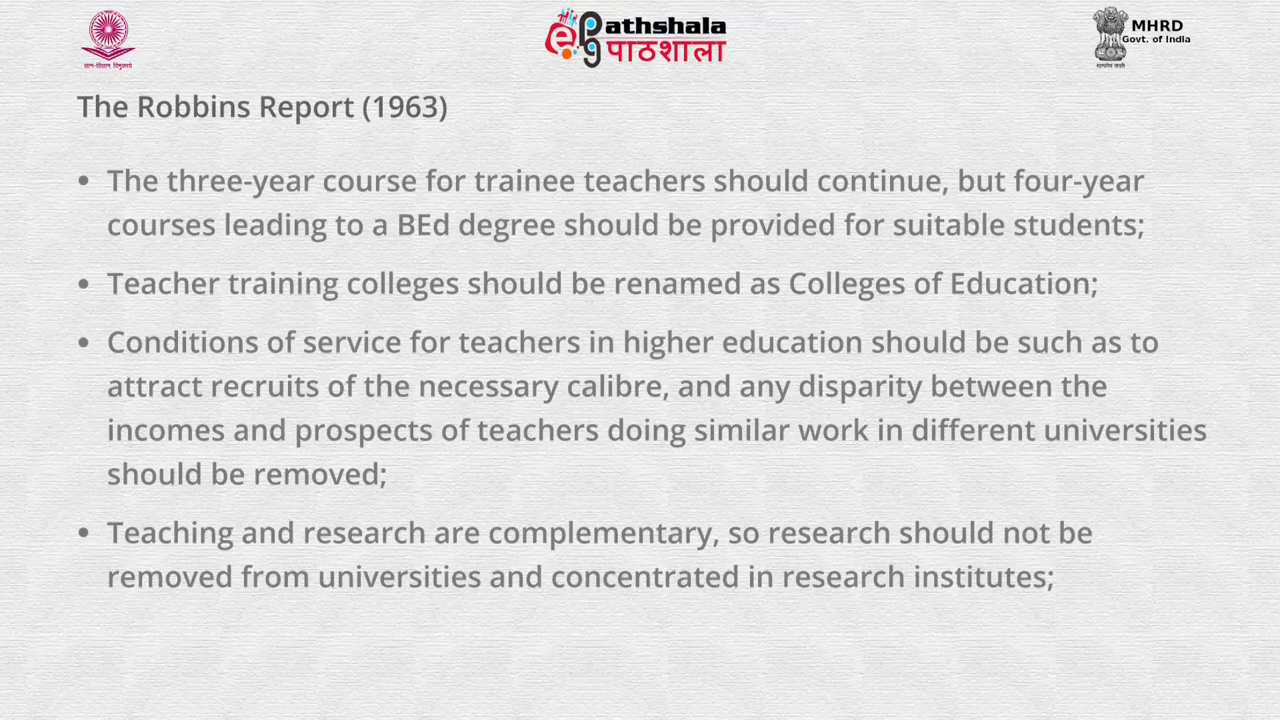 ePG Pathshala
पाठशाला
MHRD
Govt. of India
The Robbins Report (1963)
• The three-year course for trainee teachers should continue, but four-year
courses leading to a BEd degree should be provided for suitable students;
• Teacher training colleges should be renamed as Colleges of Education;
• Conditions of service for teachers in higher education should be such as to
attract recruits of the necessary calibre, and any disparity between the
incomes and prospects of teachers doing similar work in different universities
should be removed;
• Teaching and research are complementary, so research should not be
removed from universities and concentrated in research institutes;